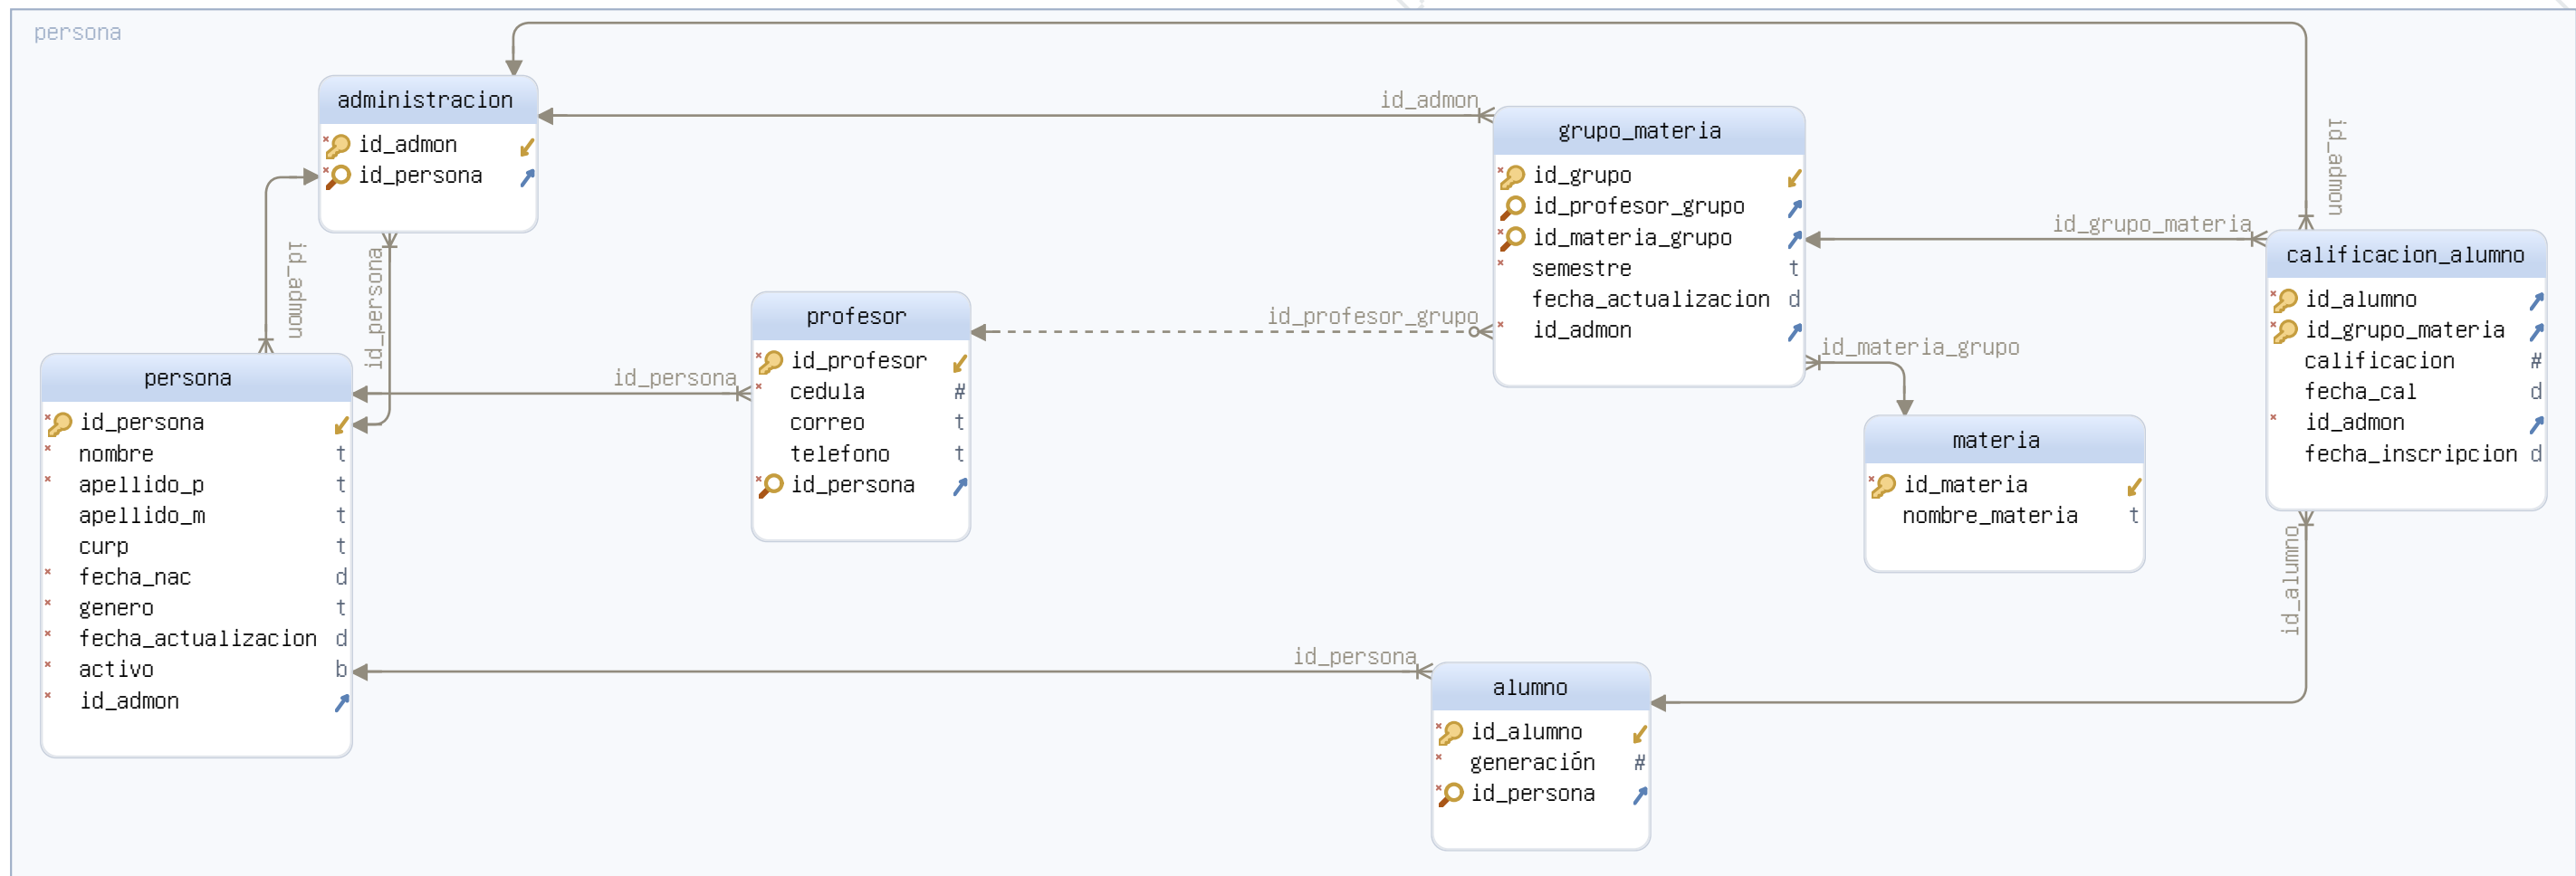 persona
administracion
id_admon
id_persona
id_admon
id_persona
persona
id_persona
nombre t
apellido_p t
apellido_m t
curp t
fecha_nac d
genero t
fecha_actualizacion d
activo b
id_admon
id_persona
profesor
id_profesor
cedula #
correo t
telefono t
id_persona
id_admon
id_profesor_grupo
grupo_materia
id_grupo
id_profesor_grupo
id_materia_grupo
semestre t
fecha_actualizacion d
id_admon
id_materia_grupo
materia
id_materia
nombre_materia t
id_grupo_materia
id_admon
calificacion_alumno
id_alumno
id_grupo_materia
calificacion #
fecha_cal d
id_admon
fecha_inscripcion d
id_alumno
id_persona
alumno
id_alumno
generación #
id_persona